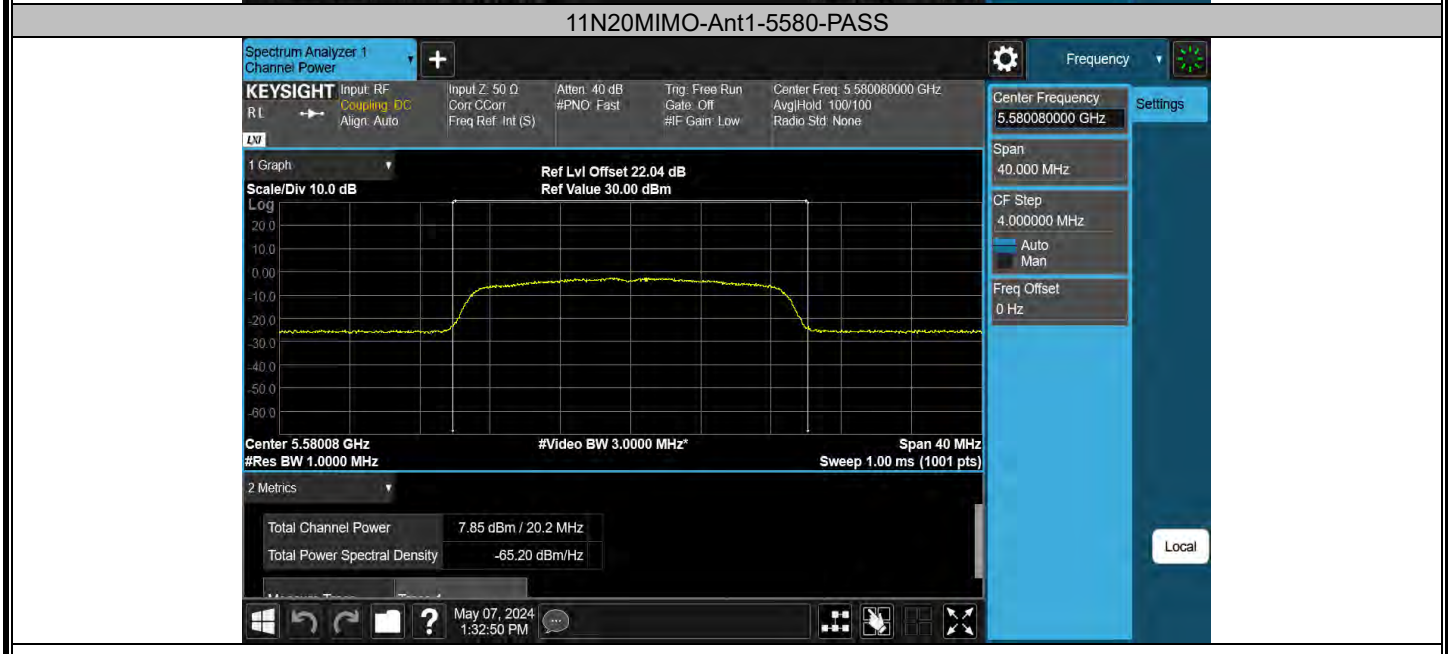 11N20MIMO-Ant1-5580-PASS
Spectrum Analyzer 1
Channel Power
+
Frequency
KEYSIGHT
RL
LXI
Input: RF
Coupling: DC
Align: Auto
Input Z: 50 Ω
Corr CCorr
Freq Ref: Int (S)
Atten: 40 dB
#PNO: Fast
Trig: Free Run
Gate: Off
#IF Gain: Low
Center Freq: 5.580080000 GHz
Avg|Hold: 100/100
Radio Std: None
Center Frequency
5.580080000 GHz
Settings
Span
40.000 MHz
CF Step
4.000000 MHz
Auto
Man
Freq Offset
0 Hz
1 Graph
Scale/Div 10.0 dB
Ref Lvl Offset 22.04 dB
Ref Value 30.00 dBm
Log
20.0
10.0
0.00
-10.0
-20.0
-30.0
-40.0
-50.0
-60.0
Center 5.58008 GHz
#Video BW 3.0000 MHz*
Span 40 MHz
#Res BW 1.0000 MHz
Sweep 1.00 ms (1001 pts)
2 Metrics
Total Channel Power 7.85 dBm / 20.2 MHz
Total Power Spectral Density -65.20 dBm/Hz
Local
?
May 07, 2024
1:32:50 PM